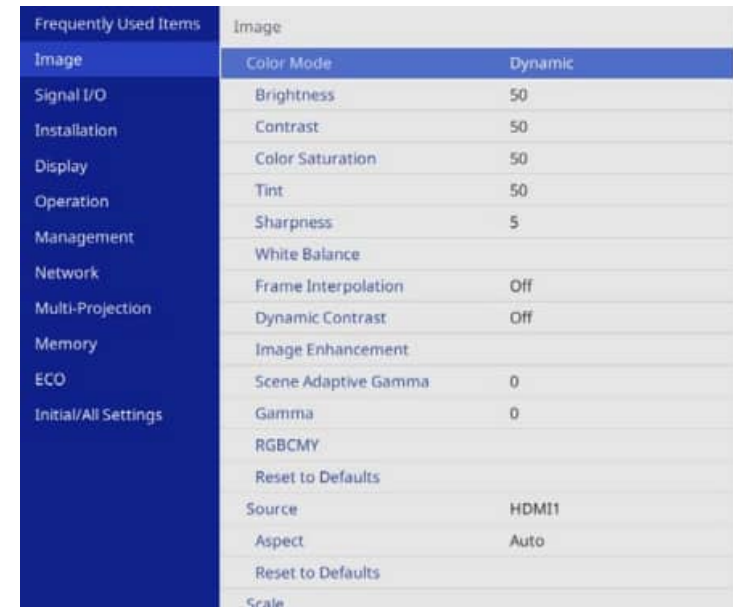 Frequently Used Items
Image
Signal I/O
Installation
Display
Operation
Management
Network
Multi-Projection
Memory
ECO
Initial/All Settings
Image
Color Mode Dynamic
Brightness 50
Contrast 50
Color Saturation 50
Tint 50
Sharpness 5
White Balance
Frame Interpolation Off
Dynamic Contrast Off
Image Enhancement
Scene Adaptive Gamma 0
Gamma 0
RGBCMY
Reset to Defaults
Source HDMI1
Aspect Auto
Reset to Defaults
Scale